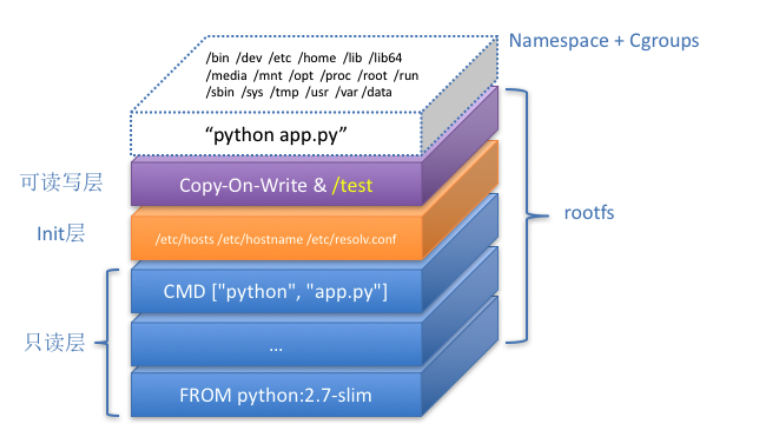 Namespace + Cgroups
/bin /dev /etc /home /lib /lib64
/media /mnt /opt /proc /root /run
/sbin /sys /tmp /usr /var /data
“python app.py”
可读写层
Copy-On-Write & /test
Init层
/etc/hosts /etc/hostname /etc/resolv.conf
rootfs
CMD ["python", "app.py"]
只读层
...
FROM python:2.7-slim